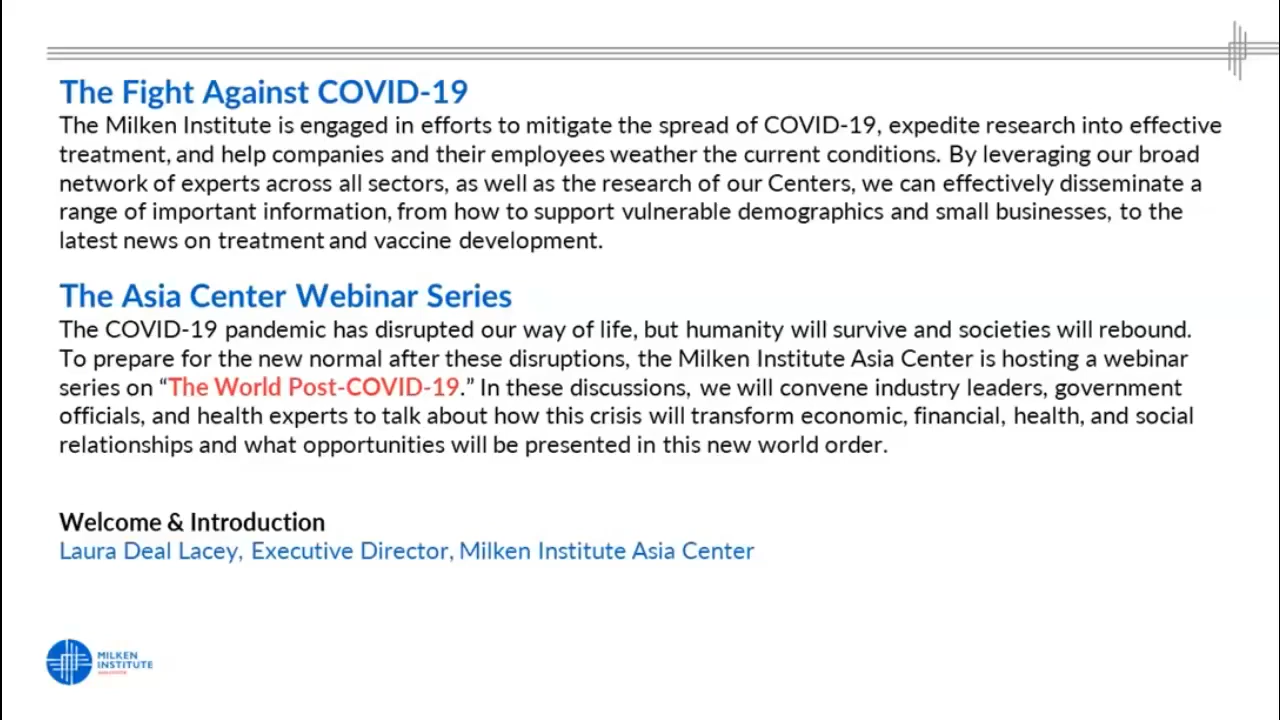 The Fight Against COVID-19
The Milken Institute is engaged in efforts to mitigate the spread of COVID-19, expedite research into effective
treatment, and help companies and their employees weather the current conditions. By leveraging our broad
network of experts across all sectors, as well as the research of our Centers, we can effectively disseminate a
range of important information, from how to support vulnerable demographics and small businesses, to the
latest news on treatment and vaccine development.
The Asia Center Webinar Series
The COVID-19 pandemic has disrupted our way of life, but humanity will survive and societies will rebound.
To prepare for the new normal after these disruptions, the Milken Institute Asia Center is hosting a webinar
series on “The World Post-COVID-19.” In these discussions, we will convene industry leaders, government
officials, and health experts to talk about how this crisis will transform economic, financial, health, and social
relationships and what opportunities will be presented in this new world order.
Welcome & Introduction
Laura Deal Lacey, Executive Director, Milken Institute Asia Center
MILKEN
INSTITUTE